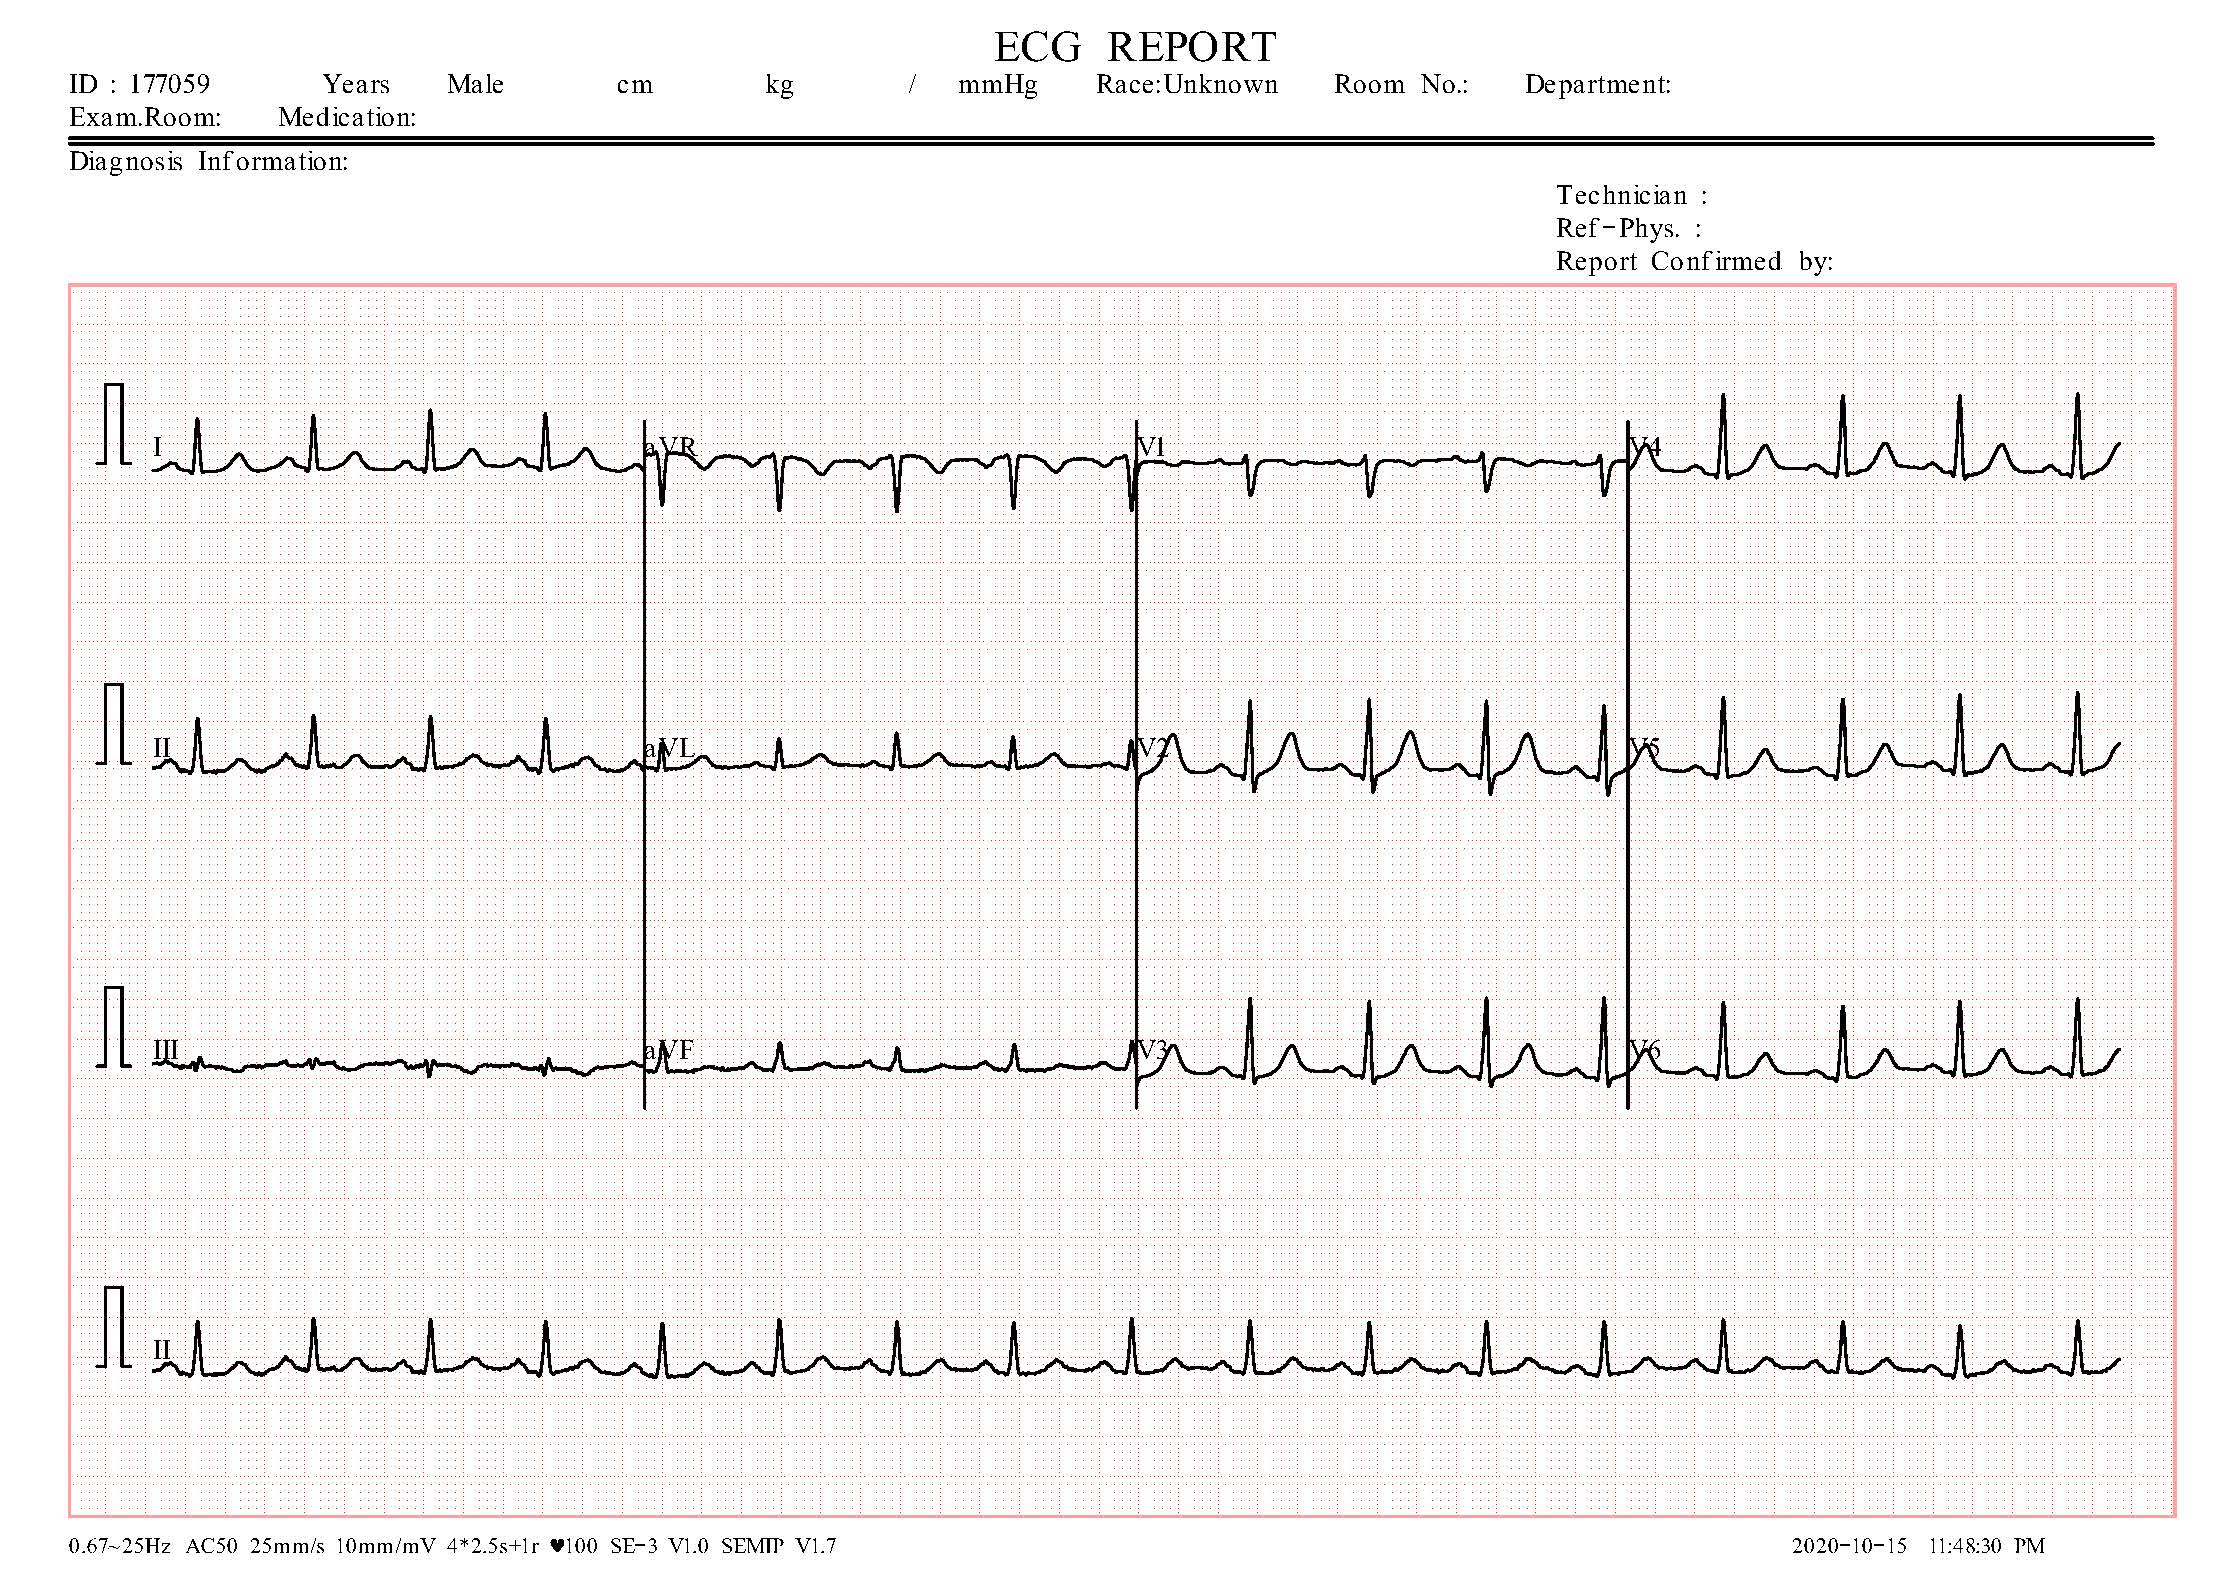 ECG REPORT
ID : 177059 Years Male cm kg / mmHg Race:Unknown Room No.: Department:
Exam.Room: Medication:
Diagnosis Information:
Technician :
Ref-Phys. :
Report Confirmed by:
I aVR V1 V4
II aVL V2 V5
III aVF V3 V6
II
0.67~25Hz AC50 25mm/s 10mm/mV 4*2.5s+1r ♥100 SE-3 V1.0 SEMIP V1.7 2020-10-15 11:48:30 PM